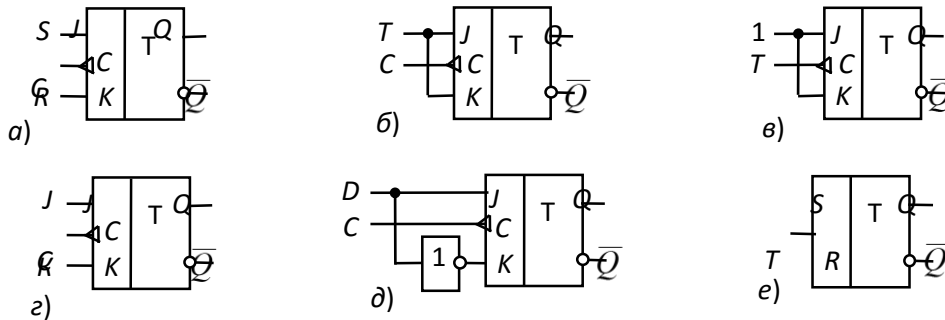 S J T Q
C C
R K Q
а)
T J T Q
C C
K Q
б)
1 J T Q
T C
K Q
в)
J J T Q
C C
K Q
г)
D J T Q
C C
1 K Q
д)
S T Q
T R Q
е)